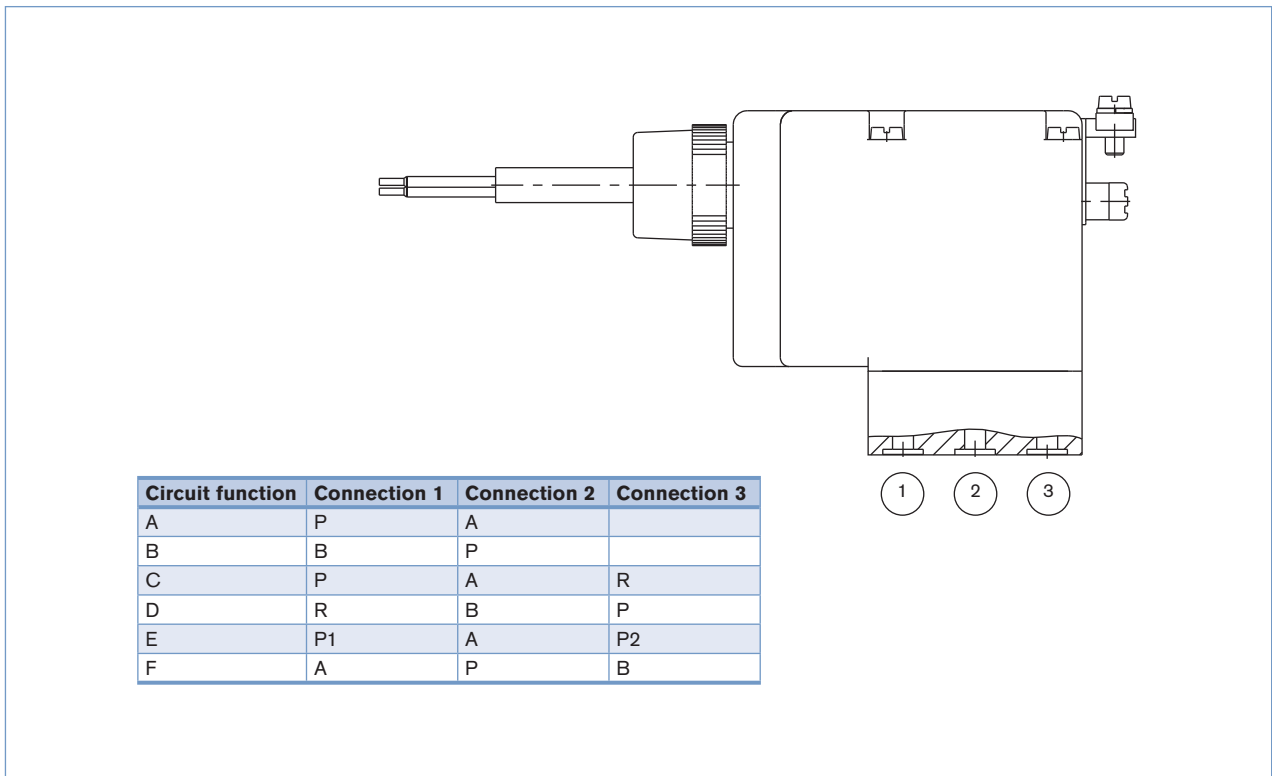 1 2 3
Circuit function Connection 1 Connection 2 Connection 3
A P A
B B P
C P A R
D R B P
E P1 A P2
F A P B